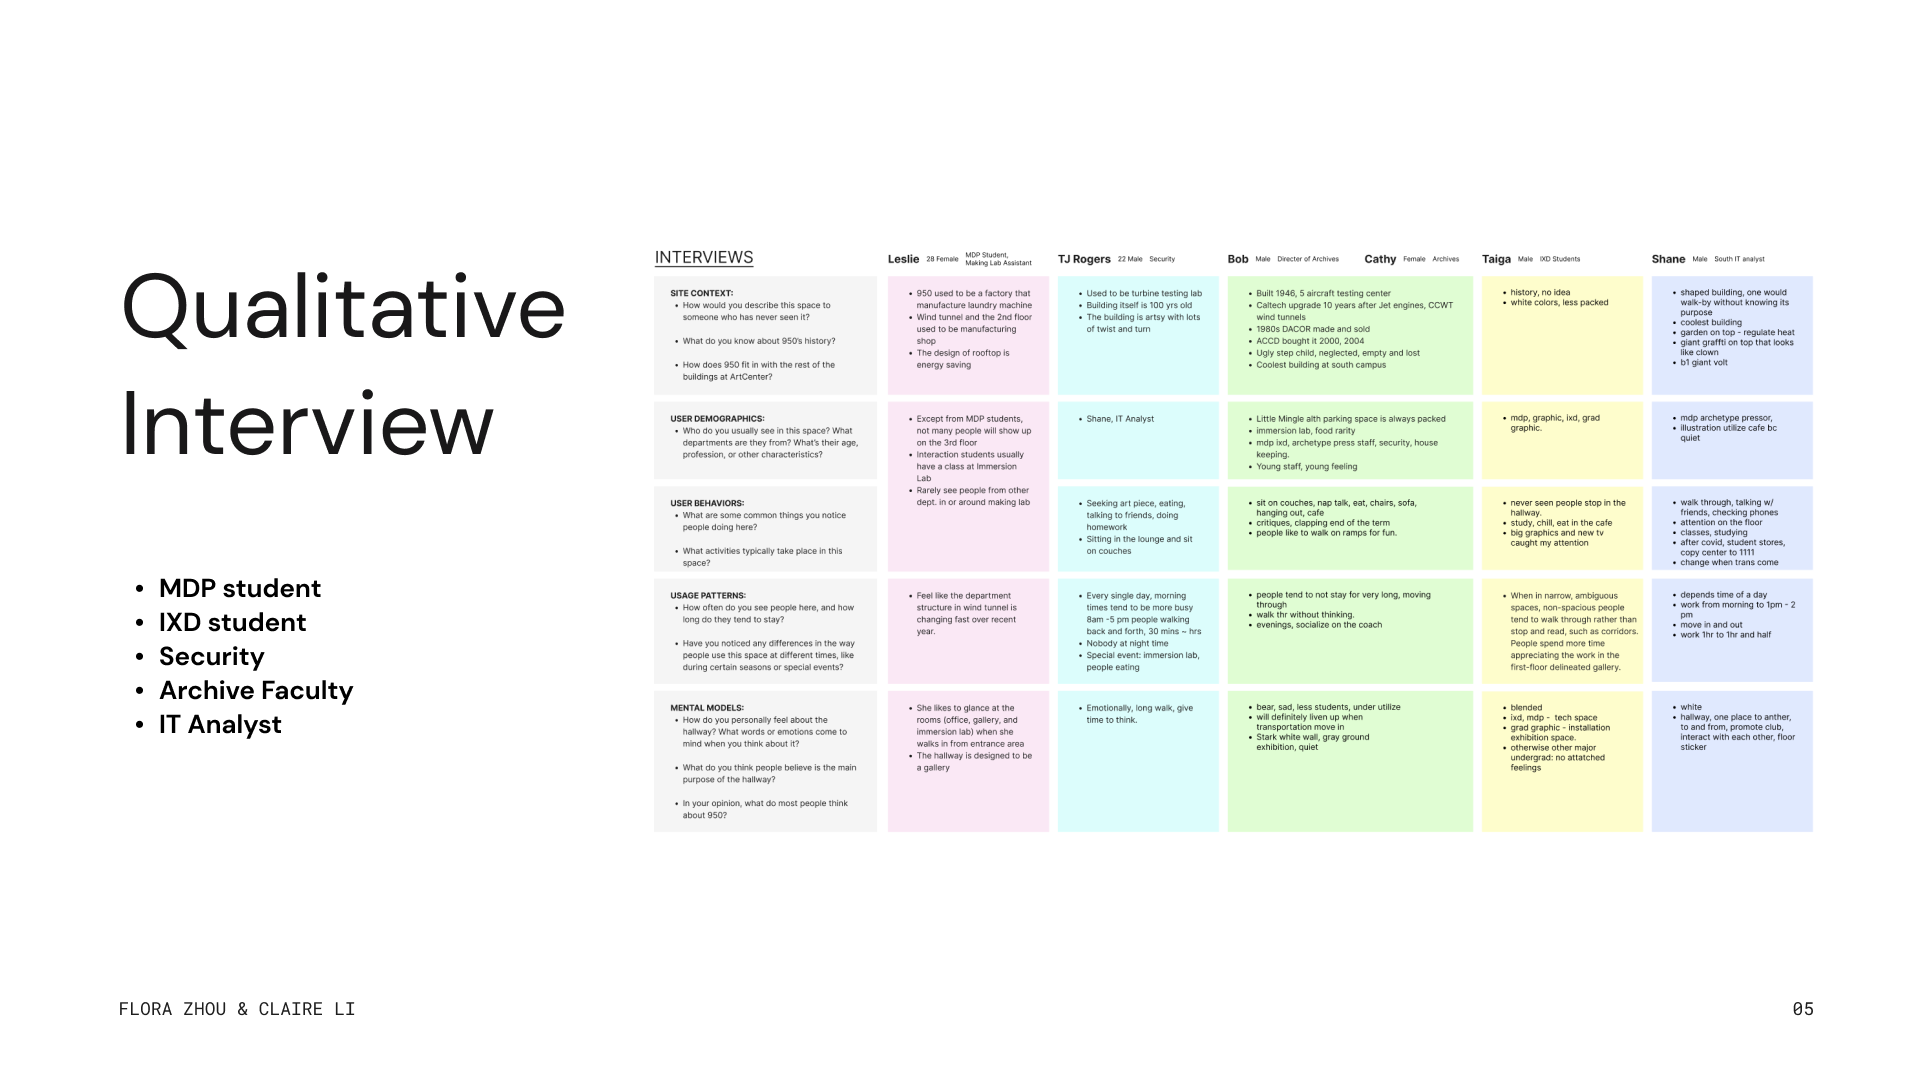 Qualitative
Interview
• MDP student
• IXD student
• Security
• Archive Faculty
• IT Analyst
INTERVIEWS
Leslie 28 Female MDP Student,
Making Lab Assistant
TJ Rogers 22 Male Security
Bob Male Directer of Archives Cathy Female Archives
Taiga Male IXD Students
Shane Male South IT analyst
SITE CONTEXT:
• How would you describe this space to
someone who has never seen it?
• What do you know about 950's history?
• How does 950 fit in with the rest of the
buildings at ArtCenter?
• 950 used to be a factory that
manufacture laundry machine
• Wind tunnel and the 2nd floor
used to be manufacturing
shop
• The design of rooftop is
energy saving
• Used to be turbine testing lab
• Building itself is 100 yrs old
• The building is artsy with lots
of twist and turn
• Built 1946, 5 aircraft testing center
• Caltech upgrade 10 years after Jet engines, CCWT
wind tunnels
• 1980s DACOR made and sold
• ACCD bought it 2000, 2004
• Ugly step child, neglected, empty and lost
• Coolest building at south campus
• history, no idea
• white colors, less packed
• shaped building, one would
walk-by without knowing its
purpose
• coolest building
• garden on top - regulate heat
• giant graffti on top that looks
like clown
• b1 giant volt
USER DEMOGRAPHICS:
• Who do you usually see in this space? What
departments are they from? What's their age,
profession, or other characteristics?
• Except from MDP students,
not many people will show up
on the 3rd floor
• Interaction students usually
have a class at Immersion
Lab
• Rarely see people from other
dept. in or around making lab
• Shane, IT Analyst
• Little Mingle alth parking space is always packed
• immersion lab, food rarity
• mdp ixd, archetype press staff, security, house
keeping.
• Young staff, young feeling
• mdp, graphic, ixd, grad
graphic.
• mdp archetype pressor,
• illustration utilize cafe bc
quiet
USER BEHAVIORS:
• What are some common things you notice
people doing here?
• What activities typically take place in this
space?
• Seeking art piece, eating,
talking to friends, doing
homework
• Sitting in the lounge and sit
on couches
• sit on couches, nap talk, eat, chairs, sofa,
hanging out, cafe
• critiques, clapping end of the term
• people like to walk on ramps for fun.
• never seen people stop in the
hallway.
• study, chill, eat in the cafe
• big graphics and new tv
caught my attention
• walk through, talking w/
friends, checking phones
• attention on the floor
• classes, studying
• after covid, student stores,
copy center to 1111
• change when trans come
USAGE PATTERNS:
• How often do you see people here, and how
long do they tend to stay?
• Have you noticed any differences in the way
people use this space at different times, like
during certain seasons or special events?
• Feel like the department
structure in wind tunnel is
changing fast over recent
year.
• Every single day, morning
times tend to be more busy
8am -5 pm people walking
back and forth, 30 mins ~ hrs
• Nobody at night time
• Special event: immersion lab,
people eating
• people tend to not stay for very long, moving
through
• walk thr without thinking.
• evenings, socialize on the coach
• When in narrow, ambiguous
spaces, non-spacious people
tend to walk through rather than
stop and read, such as corridors.
People spend more time
appreciating the work in the
first-floor delineated gallery.
• depends time of a day
• work from morning to 1pm - 2
pm
• move in and out
• work 1hr to 1hr and half
MENTAL MODELS:
• How do you personally feel about the
hallway? What words or emotions come to
mind when you think about it?
• What do you think people believe is the main
purpose of the hallway?
• In your opinion, what do most people think
about 950?
• She likes to glance at the
rooms (office, gallery, and
immersion lab) when she
walks in from entrance area
• The hallway is designed to be
a gallery
• Emotionally, long walk, give
time to think.
• bear, sad, less students, under utilize
• will definitely liven up when
transportation move in
• Stark white wall, gray ground
exhibition, quiet
• blended
• ixd, mdp - tech space
• grad graphic - installation
exhibition space.
• otherwise other major
undergrad: no attatched
feelings
• white
• hallway, one place to anther,
to and from, promote club,
interact with each other, floor
sticker
FLORA ZHOU & CLAIRE LI
05